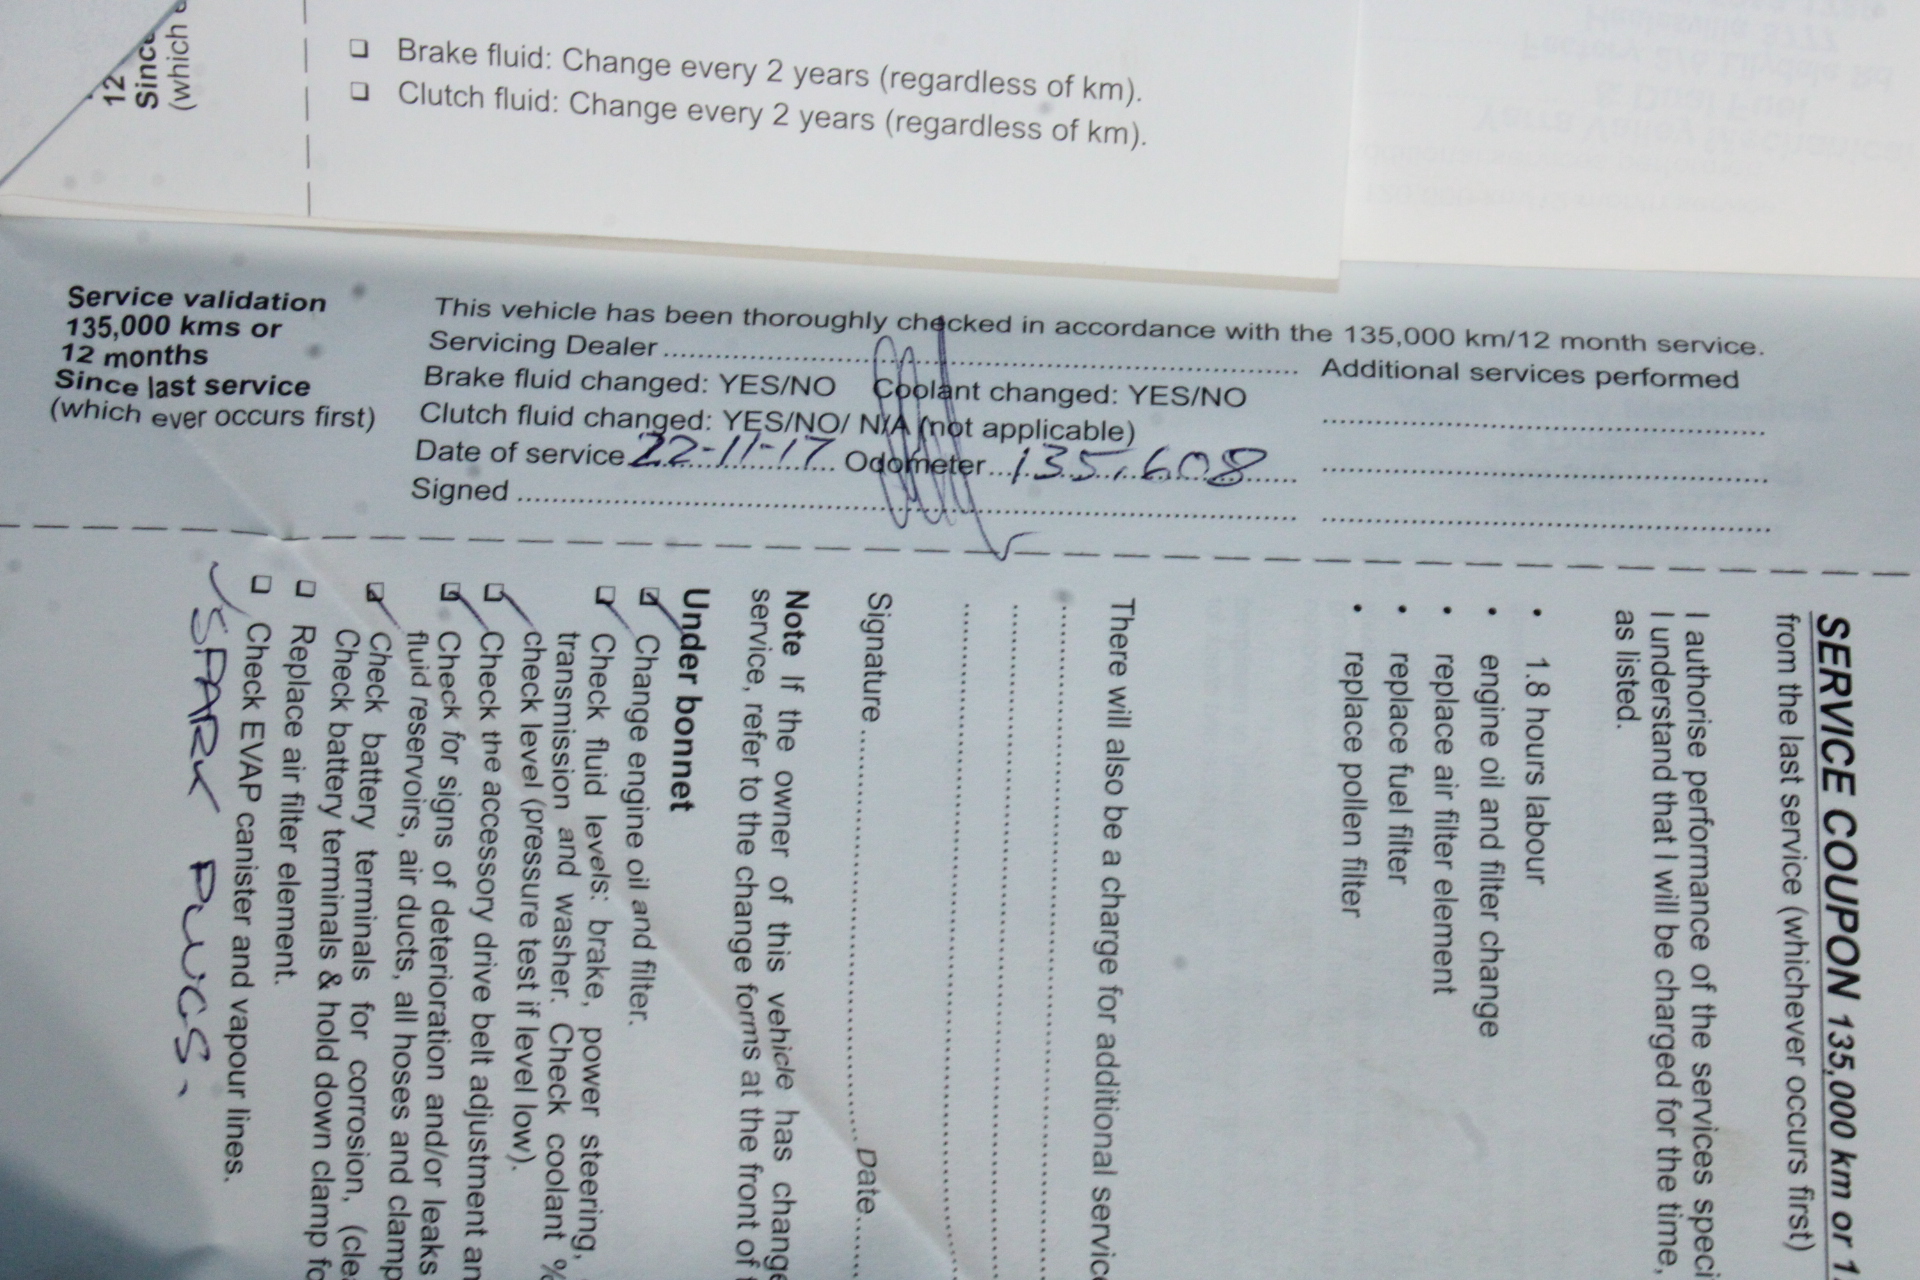 12
Since
(which
❑ Brake fluid: Change every 2 years (regardless of km).
❑ Clutch fluid: Change every 2 years (regardless of km).
Service validation
135,000 kms or
12 months
Since last service
(which ever occurs first)
This vehicle has been thoroughly checked in accordance with the 135,000 km/12 month service.
Servicing Dealer
Additional services performed
Brake fluid changed: YES/NO Coolant changed: YES/NO
Clutch fluid changed: YES/NO/ N/A (not applicable)
Date of service 22-11-17 Odometer 135,608
Signed
SERVICE COUPON 135,000 km or 1
from the last service (whichever occurs first)
I authorise performance of the services speci
I understand that I will be charged for the time,
as listed.
• 1.8 hours labour
• engine oil and filter change
• replace air filter element
• replace fuel filter
• replace pollen filter
There will also be a charge for additional servic
Signature Date
Note If the owner of this vehicle has change
service, refer to the change forms at the front of
Under bonnet
Change engine oil and filter.
Check fluid levels: brake, power steering,
transmission and washer. Check coolant %
check level (pressure test if level low).
Check the accessory drive belt adjustment an
Check for signs of deterioration and/or leaks
fluid reservoirs, air ducts, all hoses and clamp
Check battery terminals for corrosion, (clea
Check battery terminals & hold down clamp fo
❑ Replace air filter element.
❑ Check EVAP canister and vapour lines.
SPARK PLUGS.